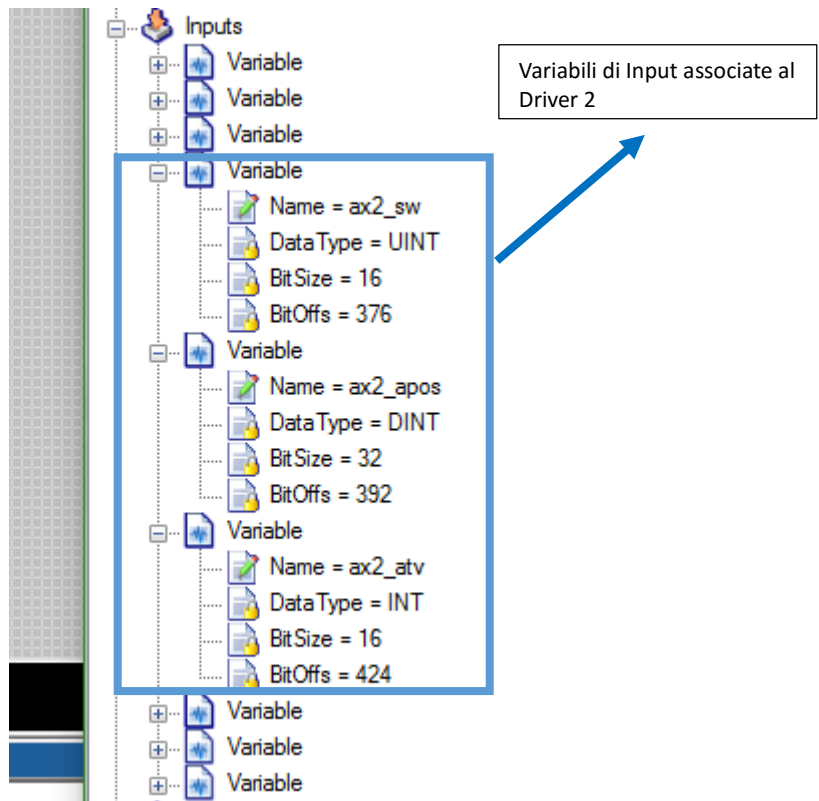 Inputs
Variable
Variable
Variable
Variable
Name = ax2_sw
DataType = UINT
BitSize = 16
BitOffs = 376
Variable
Name = ax2_apos
DataType = DINT
BitSize = 32
BitOffs = 392
Variable
Name = ax2_atv
DataType = INT
BitSize = 16
BitOffs = 424
Variable
Variable
Variable
Variabili di Input associate al
Driver 2